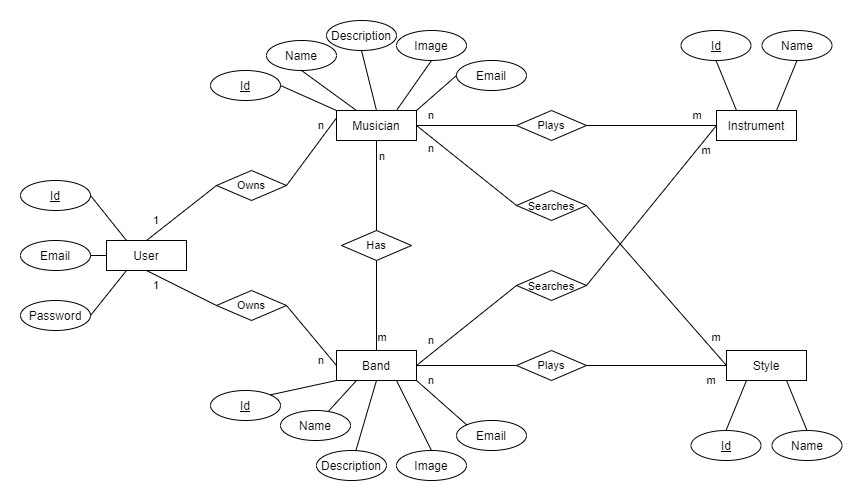 Description
Name
Image
Id
Email
Id
Name
n
Musician
n
Plays
m
Instrument
n
n
m
Owns
Id
1
Searches
Has
Email
User
1
Searches
Owns
Password
m
n
m
n
Band
n
Plays
m
Style
Id
Name
Email
Description
Image
Id
Name